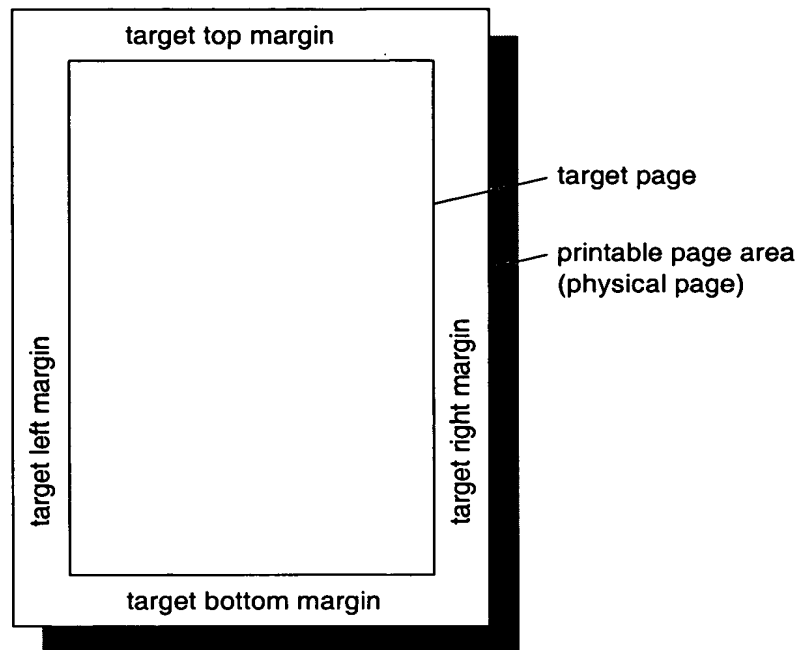 target top margin
target page
printable page area
(physical page)
target left margin
target right margin
target bottom margin